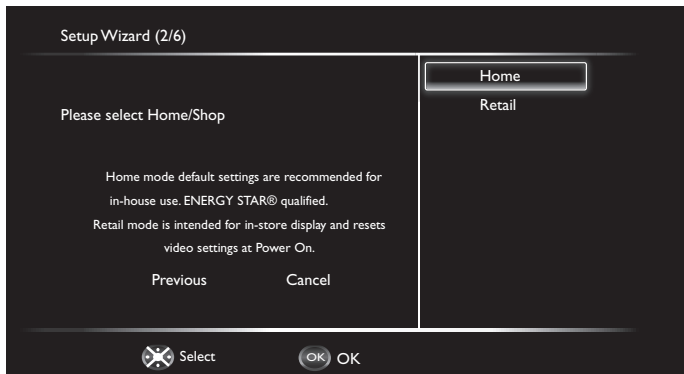 Setup Wizard (2/6)
Please select Home/Shop
Home mode default settings are recommended for
in-house use. ENERGY STAR® qualified.
Retail mode is intended for in-store display and resets
video settings at Power On.
Previous Cancel
Home
Retail
Select OK OK